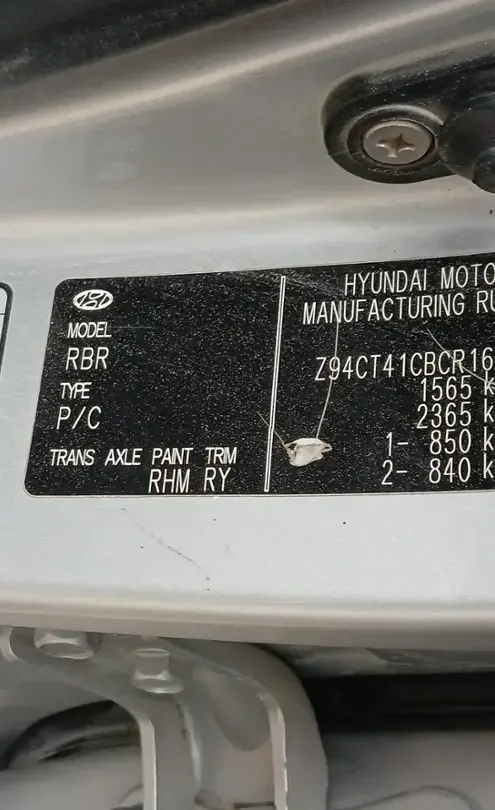 MODEL
RBR
TYPE
P/C
TRANS AXLE PAINT TRIM
RHM RY
HYUNDAI MOTO
MANUFACTURING RU
Z94CT41CBCR16
1565 k
2365 k
1- 850 k
2- 840 k